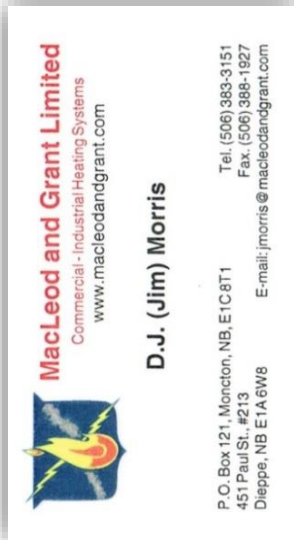 MacLeod and Grant Limited
Commercial - Industrial Heating Systems
www.macleodandgrant.com
D.J. (Jim) Morris
P.O. Box 121, Moncton, NB, E1C 8T1
451 Paul St., #213
Dieppe, NB E1A 6W8
Tel. (506) 383-3151
Fax. (506) 388-1927
E-mail: jmorris@macleodandgrant.com